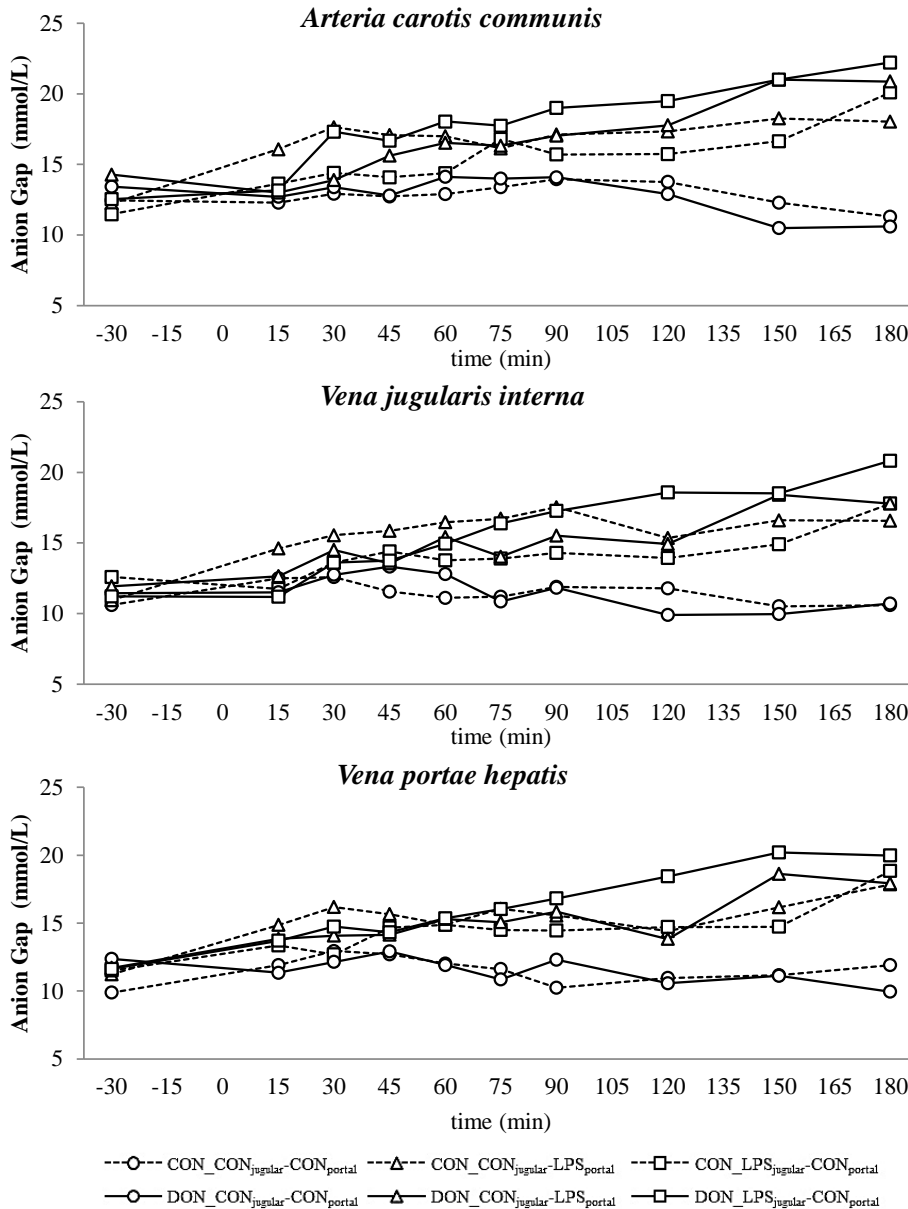 Arteria carotis communis
25
20
15
10
5
Anion Gap (mmol/L)
-30 -15 0 15 30 45 60 75 90 105 120 135 150 165 180
time (min)
Vena jugularis interna
25
20
15
10
5
Anion Gap (mmol/L)
-30 -15 0 15 30 45 60 75 90 105 120 135 150 165 180
time (min)
Vena portae hepatis
25
20
15
10
5
Anion Gap (mmol/L)
-30 -15 0 15 30 45 60 75 90 105 120 135 150 165 180
time (min)
CON_CONjugular-CONportal CON_CONjugular-LPSportal CON_LPSjugular-CONportal
DON_CONjugular-CONportal DON_CONjugular-LPSportal DON_LPSjugular-CONportal